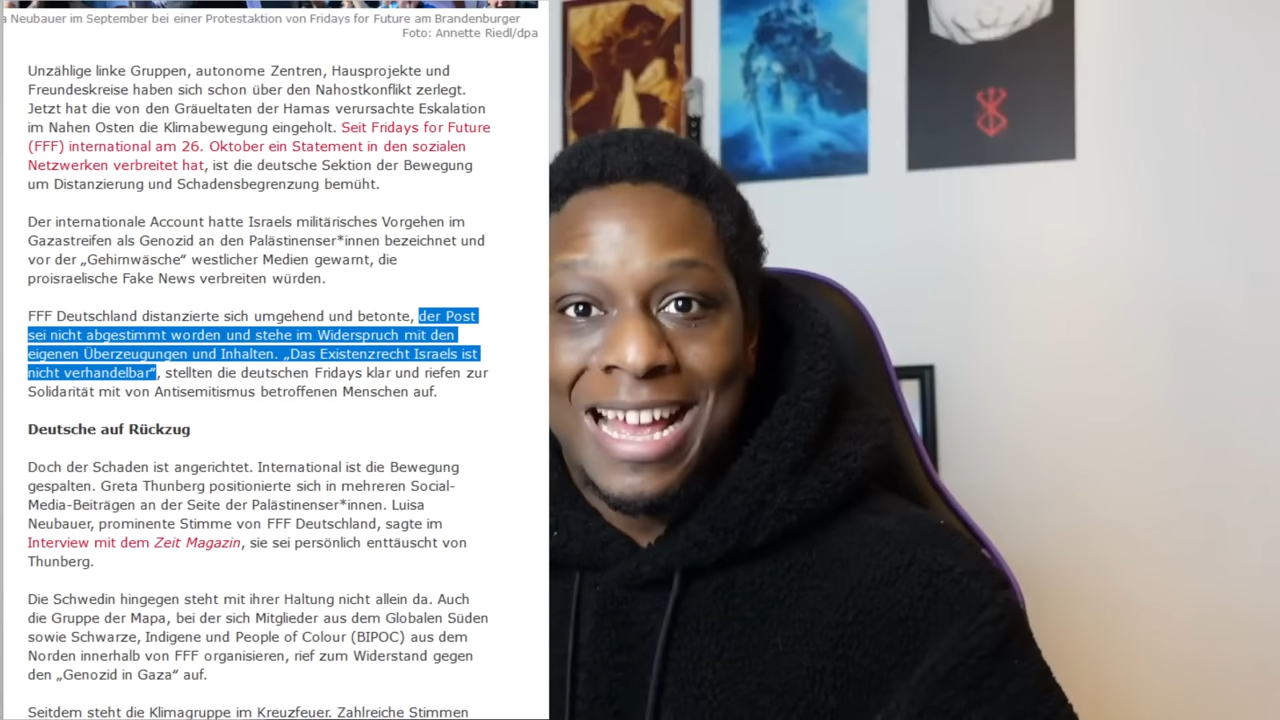 a Neubauer im September bei einer Protestaktion von Fridays for Future am Brandenburger
Foto: Annette Riedl/dpa
Unzählige linke Gruppen, autonome Zentren, Hausprojekte und
Freundeskreise haben sich schon über den Nahostkonflikt zerlegt.
Jetzt hat die von den Gräueltaten der Hamas verursachte Eskalation
im Nahen Osten die Klimabewegung eingeholt. Seit Fridays for Future
(FFF) international am 26. Oktober ein Statement in den sozialen
Netzwerken verbreitet hat, ist die deutsche Sektion der Bewegung
um Distanzierung und Schadensbegrenzung bemüht.
Der internationale Account hatte Israels militärisches Vorgehen im
Gazastreifen als Genozid an den Palästinenser*innen bezeichnet und
vor der „Gehirnwäsche“ westlicher Medien gewarnt, die
proisraelische Fake News verbreiten würden.
FFF Deutschland distanzierte sich umgehend und betonte, der Post
sei nicht abgestimmt worden und stehe im Widerspruch mit den
eigenen Überzeugungen und Inhalten. „Das Existenzrecht Israels ist
nicht verhandelbar“, stellten die deutschen Fridays klar und riefen zur
Solidarität mit von Antisemitismus betroffenen Menschen auf.
Deutsche auf Rückzug
Doch der Schaden ist angerichtet. International ist die Bewegung
gespalten. Greta Thunberg positionierte sich in mehreren Social-
Media-Beiträgen an der Seite der Palästinenser*innen. Luisa
Neubauer, prominente Stimme von FFF Deutschland, sagte im
Interview mit dem Zeit Magazin, sie sei persönlich enttäuscht von
Thunberg.
Die Schwedin hingegen steht mit ihrer Haltung nicht allein da. Auch
die Gruppe der Mapa, bei der sich Mitglieder aus dem Globalen Süden
sowie Schwarze, Indigene und People of Colour (BIPOC) aus dem
Norden innerhalb von FFF organisieren, rief zum Widerstand gegen
den „Genozid in Gaza“ auf.
Seitdem steht die Klimagruppe im Kreuzfeuer. Zahlreiche Stimmen